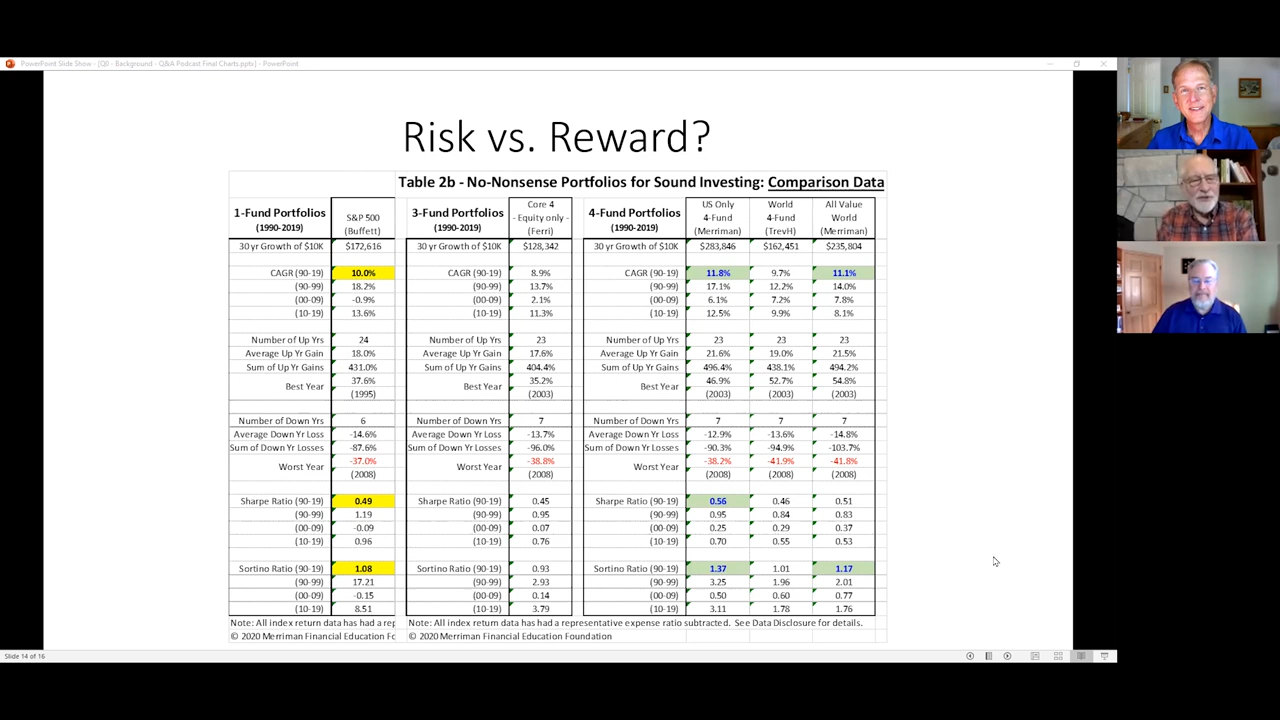 PowerPoint Slide Show - [Q0 - Background - Q&A Podcast Final Charts.pptx] - PowerPoint
Risk vs. Reward?
Table 2b - No-Nonsense Portfolios for Sound Investing: Comparison Data
1-Fund Portfolios
(1990-2019)
S&P 500
(Buffett)
30 yr Growth of $10K $172,616
CAGR (90-19) 10.0%
(90-99) 18.2%
(00-09) -0.9%
(10-19) 13.6%
Number of Up Yrs 24
Average Up Yr Gain 18.0%
Sum of Up Yr Gains 431.0%
Best Year 37.6%
(1995)
Number of Down Yrs 6
Average Down Yr Loss -14.6%
Sum of Down Yr Losses -87.6%
Worst Year -37.0%
(2008)
Sharpe Ratio (90-19) 0.49
(90-99) 1.19
(00-09) -0.09
(10-19) 0.96
Sortino Ratio (90-19) 1.08
(90-99) 17.21
(00-09) -0.15
(10-19) 8.51
Note: All index return data has had a rep
© 2020 Merriman Financial Education Fo
3-Fund Portfolios
(1990-2019)
Core 4
- Equity only -
(Ferri)
30 yr Growth of $10K $128,342
CAGR (90-19) 8.9%
(90-99) 13.7%
(00-09) 2.1%
(10-19) 11.3%
Number of Up Yrs 23
Average Up Yr Gain 17.6%
Sum of Up Yr Gains 404.4%
Best Year 35.2%
(2003)
Number of Down Yrs 7
Average Down Yr Loss -13.7%
Sum of Down Yr Losses -96.0%
Worst Year -38.8%
(2008)
Sharpe Ratio (90-19) 0.45
(90-99) 0.95
(00-09) 0.07
(10-19) 0.76
Sortino Ratio (90-19) 0.93
(90-99) 2.93
(00-09) 0.14
(10-19) 3.79
4-Fund Portfolios
(1990-2019)
US Only World All Value
4-Fund 4-Fund World
(Merriman) (TrevH) (Merriman)
30 yr Growth of $10K $283,846 $162,451 $235,804
CAGR (90-19) 11.8% 9.7% 11.1%
(90-99) 17.1% 12.2% 14.0%
(00-09) 6.1% 7.2% 7.8%
(10-19) 12.5% 9.9% 8.1%
Number of Up Yrs 23 23 23
Average Up Yr Gain 21.6% 19.0% 21.5%
Sum of Up Yr Gains 496.4% 438.1% 494.2%
Best Year 46.9% 52.7% 54.8%
(2003) (2003) (2003)
Number of Down Yrs 7 7 7
Average Down Yr Loss -12.9% -13.6% -14.8%
Sum of Down Yr Losses -90.3% -94.9% -103.7%
Worst Year -38.2% -41.9% -41.8%
(2008) (2008) (2008)
Sharpe Ratio (90-19) 0.56 0.46 0.51
(90-99) 0.95 0.84 0.83
(00-09) 0.25 0.29 0.37
(10-19) 0.70 0.55 0.53
Sortino Ratio (90-19) 1.37 1.01 1.17
(90-99) 3.25 1.96 2.01
(00-09) 0.50 0.60 0.77
(10-19) 3.11 1.78 1.76
Note: All index return data has had a representative expense ratio subtracted. See Data Disclosure for details.
© 2020 Merriman Financial Education Foundation
Slide 14 of 16